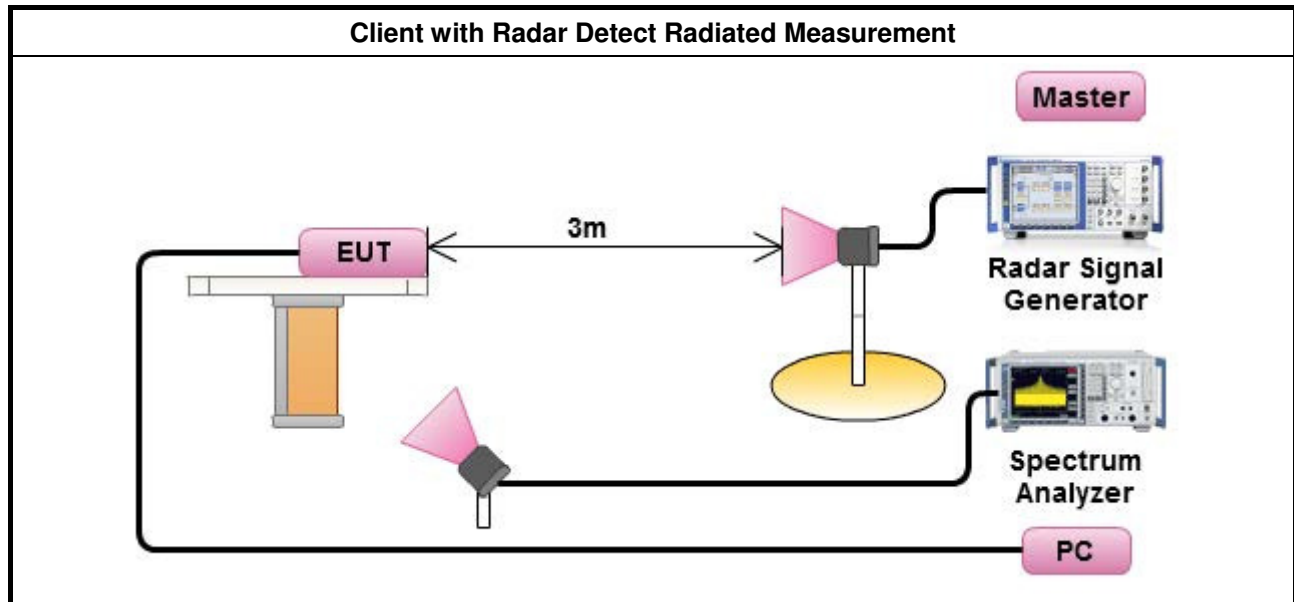 Client with Radar Detect Radiated Measurement
Master
3m
EUT
Radar Signal
Generator
Spectrum
Analyzer
PC